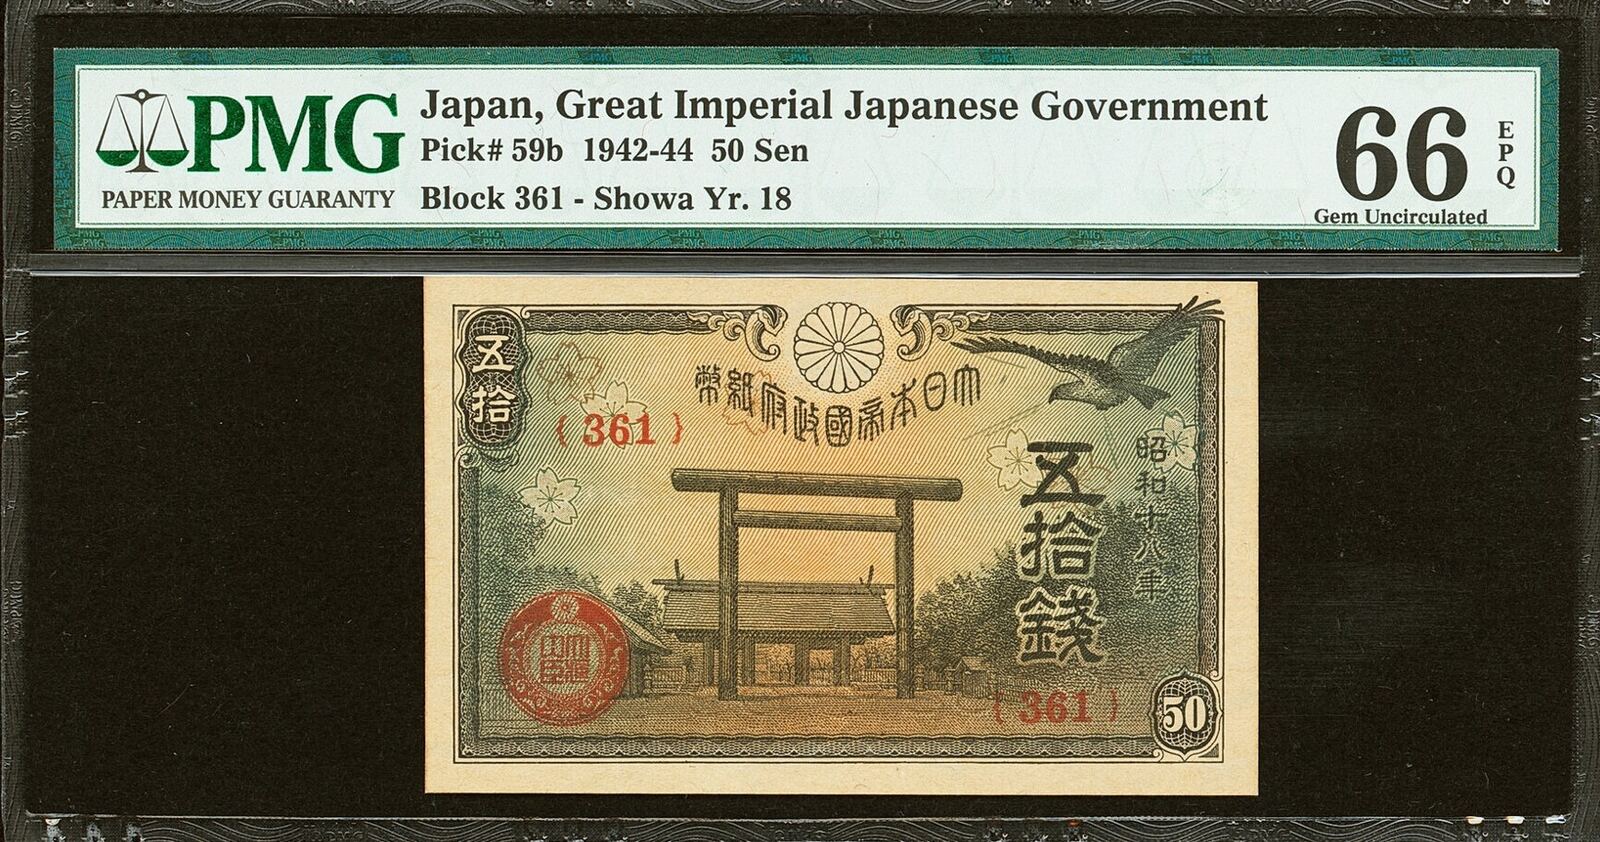 PMG
PAPER MONEY GUARANTY
Japan, Great Imperial Japanese Government
Pick# 59b 1942-44 50 Sen
Block 361 - Showa Yr. 18
66
EPQ
Gem Uncirculated
五拾
幣紙府政國帝本日大
{361}
五拾錢
昭和十八年
{361}
50